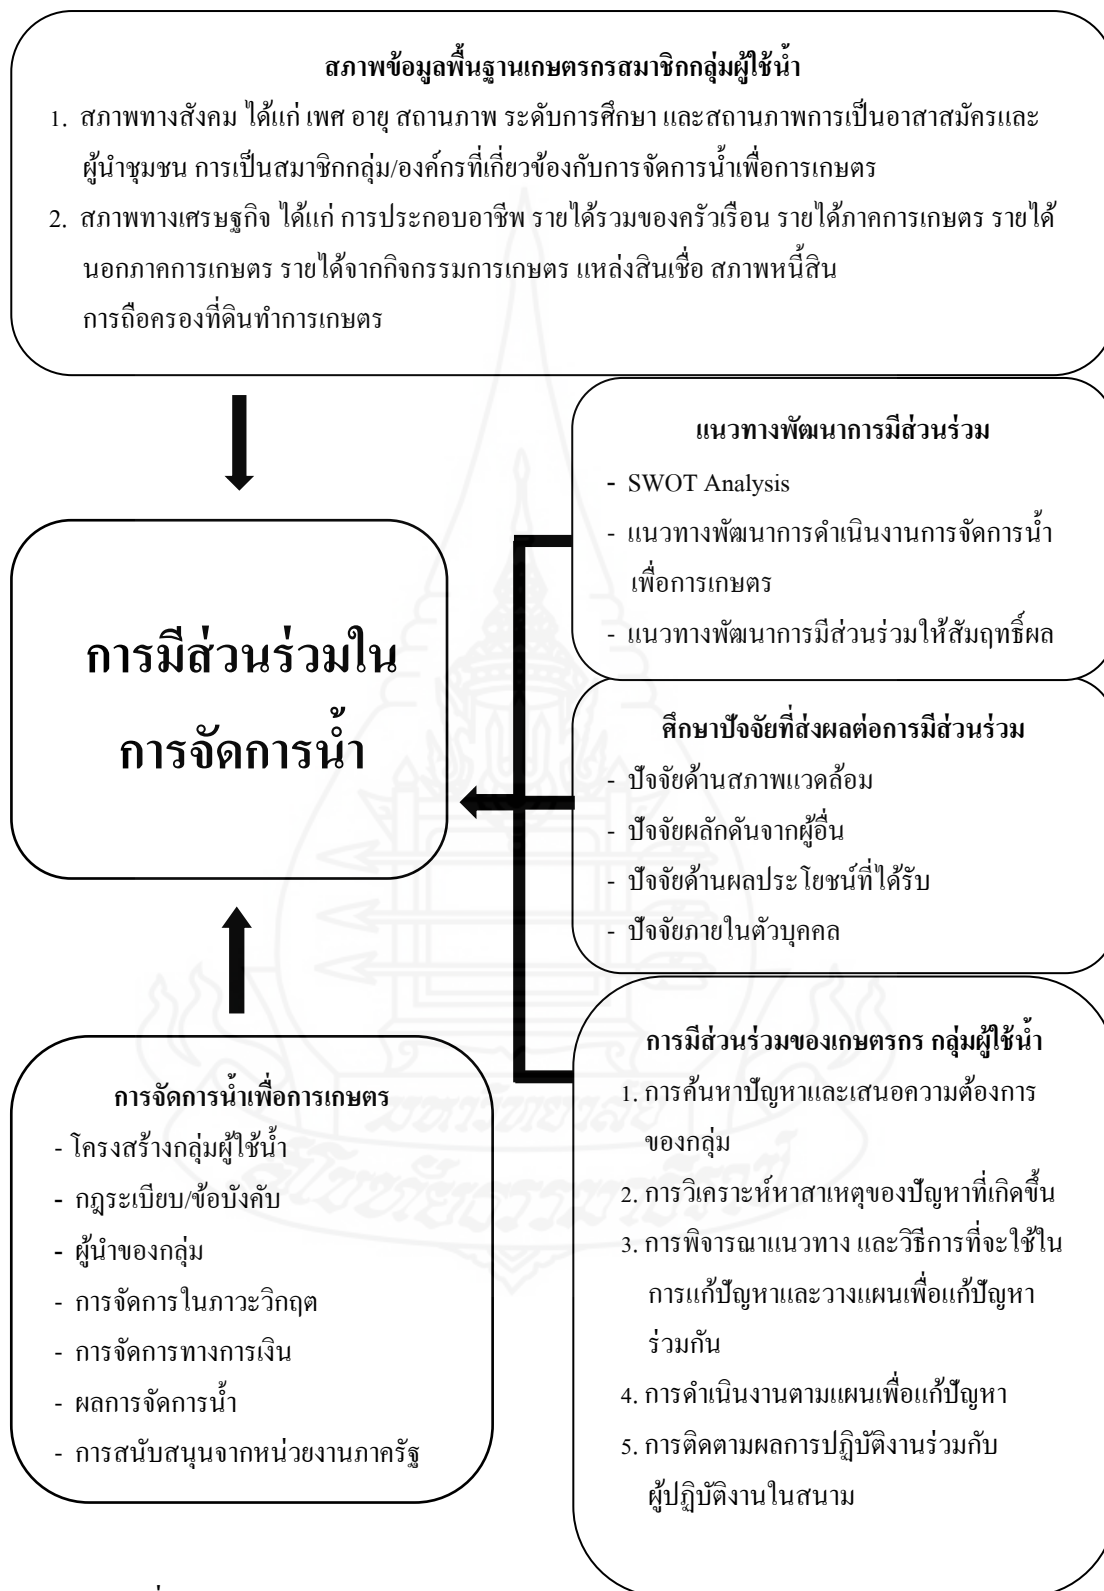 สภาพข้อมูลพื้นฐานเกษตรกรสมาชิกกลุ่มผู้ใช้น้ำ
1. สภาพทางสังคม ได้แก่ เพศ อายุ สถานภาพ ระดับการศึกษา และสถานภาพการเป็นอาสาสมัครและ
ผู้นำชุมชน การเป็นสมาชิกกลุ่ม/องค์กรที่เกี่ยวข้องกับการจัดการน้ำเพื่อการเกษตร
2. สภาพทางเศรษฐกิจ ได้แก่ การประกอบอาชีพ รายได้รวมของครัวเรือน รายได้ภาคการเกษตร รายได้
นอกภาคการเกษตร รายได้จากกิจกรรมการเกษตร แหล่งสินเชื่อ สภาพหนี้สิน
การถือครองที่ดินทำการเกษตร
แนวทางพัฒนาการมีส่วนร่วม
- SWOT Analysis
- แนวทางพัฒนาการดำเนินงานการจัดการน้ำ
เพื่อการเกษตร
- แนวทางพัฒนาการมีส่วนร่วมให้สัมฤทธิ์ผล
การมีส่วนร่วมใน
การจัดการน้ำ
ศึกษาปัจจัยที่ส่งผลต่อการมีส่วนร่วม
- ปัจจัยด้านสภาพแวดล้อม
- ปัจจัยผลักดันจากผู้อื่น
- ปัจจัยด้านผลประโยชน์ที่ได้รับ
- ปัจจัยภายในตัวบุคคล
การจัดการน้ำเพื่อการเกษตร
- โครงสร้างกลุ่มผู้ใช้น้ำ
- กฎระเบียบ/ข้อบังคับ
- ผู้นำของกลุ่ม
- การจัดการในภาวะวิกฤต
- การจัดการทางการเงิน
- ผลการจัดการน้ำ
- การสนับสนุนจากหน่วยงานภาครัฐ
การมีส่วนร่วมของเกษตรกร กลุ่มผู้ใช้น้ำ
1. การค้นหาปัญหาและเสนอความต้องการ
ของกลุ่ม
2. การวิเคราะห์หาสาเหตุของปัญหาที่เกิดขึ้น
3. การพิจารณาแนวทาง และวิธีการที่จะใช้ใน
การแก้ปัญหาและวางแผนเพื่อแก้ปัญหา
ร่วมกัน
4. การดำเนินงานตามแผนเพื่อแก้ปัญหา
5. การติดตามผลการปฏิบัติงานร่วมกับ
ผู้ปฏิบัติงานในสนาม
มหาวิทยาลัย
สุโขทัยธรรมาธิราช